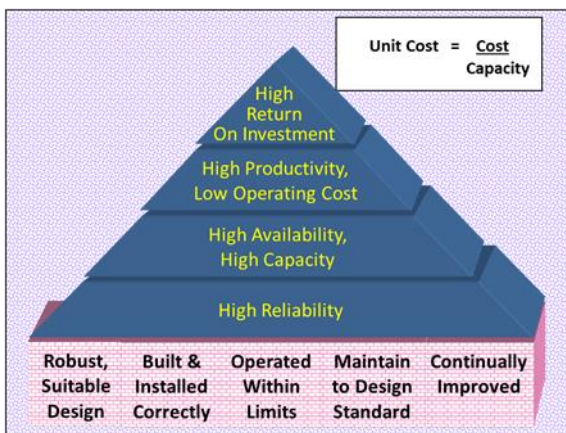 Unit Cost = Cost
Capacity
High
Return
On Investment
High Productivity,
Low Operating Cost
High Availability,
High Capacity
High Reliability
Robust,
Suitable
Design
Built &
Installed
Correctly
Operated
Within
Limits
Maintain
to Design
Standard
Continually
Improved